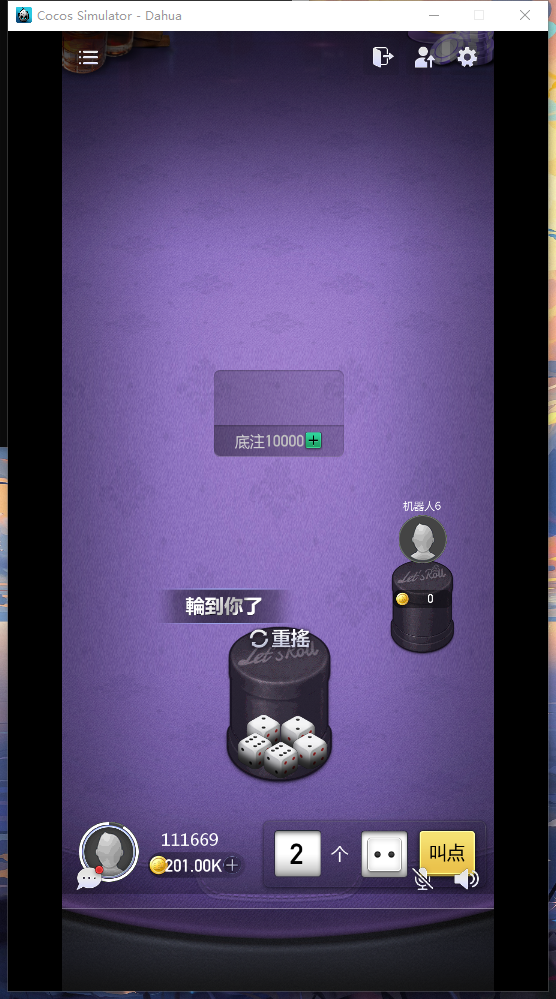 Cocos Simulator - Dahua
底注10000
机器人6
Let's Roll
0
輪到你了
重搖
Let's Roll
111669
201.00K
2 个 叫点